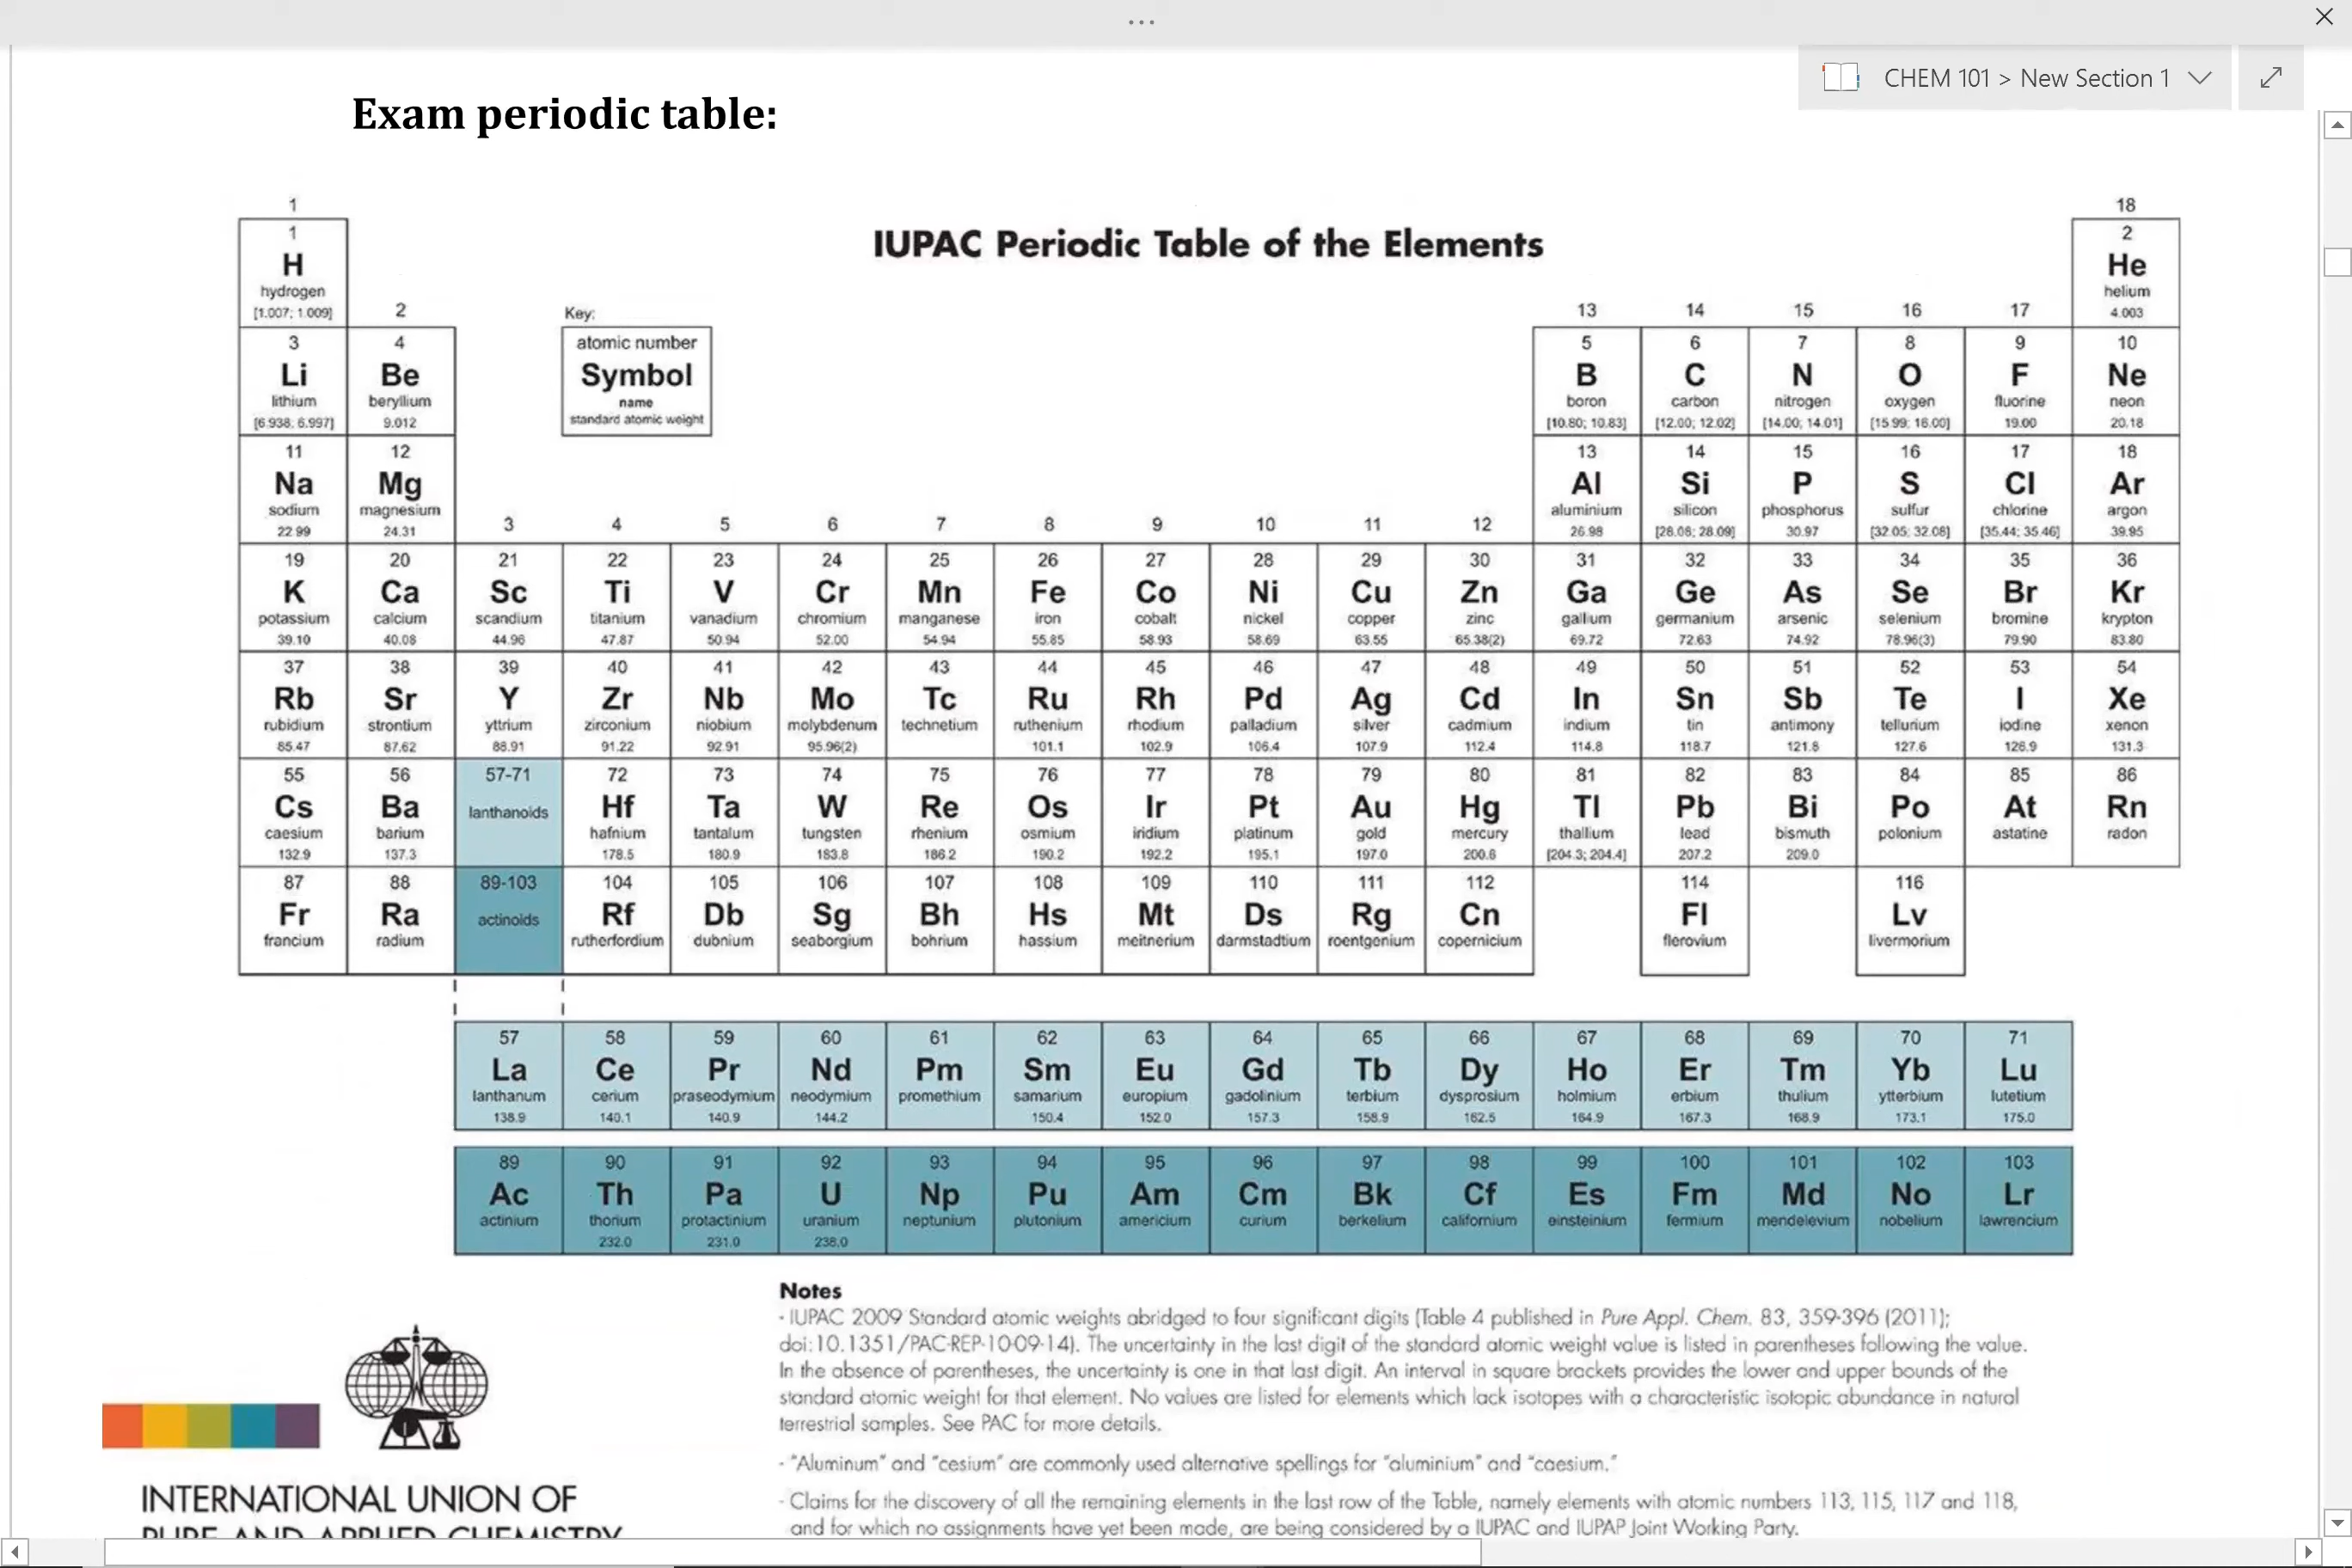 ...
CHEM 101 > New Section 1
Exam periodic table:
IUPAC Periodic Table of the Elements
1 18
1 2
H He
hydrogen helium
[1.007; 1.009] 4.003
2 13 14 15 16 17
Key:
atomic number
Symbol
name
standard atomic weight
3 4 5 6 7 8 9 10
Li Be B C N O F Ne
lithium beryllium boron carbon nitrogen oxygen fluorine neon
[6.938; 6.997] 9.012 [10.80; 10.83] [12.00; 12.02] [14.00; 14.01] [15.99; 16.00] 19.00 20.18
11 12 13 14 15 16 17 18
Na Mg Al Si P S Cl Ar
sodium magnesium aluminium silicon phosphorus sulfur chlorine argon
22.99 24.31 26.98 [28.08; 28.09] 30.97 [32.05; 32.08] [35.44; 35.46] 39.95
3 4 5 6 7 8 9 10 11 12
19 20 21 22 23 24 25 26 27 28 29 30 31 32 33 34 35 36
K Ca Sc Ti V Cr Mn Fe Co Ni Cu Zn Ga Ge As Se Br Kr
potassium calcium scandium titanium vanadium chromium manganese iron cobalt nickel copper zinc gallium germanium arsenic selenium bromine krypton
39.10 40.08 44.96 47.87 50.94 52.00 54.94 55.85 58.93 58.69 63.55 65.38(2) 69.72 72.63 74.92 78.96(3) 79.90 83.80
37 38 39 40 41 42 43 44 45 46 47 48 49 50 51 52 53 54
Rb Sr Y Zr Nb Mo Tc Ru Rh Pd Ag Cd In Sn Sb Te I Xe
rubidium strontium yttrium zirconium niobium molybdenum technetium ruthenium rhodium palladium silver cadmium indium tin antimony tellurium iodine xenon
85.47 87.62 88.91 91.22 92.91 95.96(2) 101.1 102.9 106.4 107.9 112.4 114.8 118.7 121.8 127.6 126.9 131.3
55 56 57-71 72 73 74 75 76 77 78 79 80 81 82 83 84 85 86
Cs Ba lanthanoids Hf Ta W Re Os Ir Pt Au Hg Tl Pb Bi Po At Rn
caesium barium hafnium tantalum tungsten rhenium osmium iridium platinum gold mercury thallium lead bismuth polonium astatine radon
132.9 137.3 178.5 180.9 183.8 186.2 190.2 192.2 195.1 197.0 200.6 [204.3; 204.4] 207.2 209.0
87 88 89-103 104 105 106 107 108 109 110 111 112 114 116
Fr Ra actinoids Rf Db Sg Bh Hs Mt Ds Rg Cn Fl Lv
francium radium rutherfordium dubnium seaborgium bohrium hassium meitnerium darmstadtium roentgenium copernicium flerovium livermorium
57 58 59 60 61 62 63 64 65 66 67 68 69 70 71
La Ce Pr Nd Pm Sm Eu Gd Tb Dy Ho Er Tm Yb Lu
lanthanum cerium praseodymium neodymium promethium samarium europium gadolinium terbium dysprosium holmium erbium thulium ytterbium lutetium
138.9 140.1 140.9 144.2 150.4 152.0 157.3 158.9 162.5 164.9 167.3 168.9 173.1 175.0
89 90 91 92 93 94 95 96 97 98 99 100 101 102 103
Ac Th Pa U Np Pu Am Cm Bk Cf Es Fm Md No Lr
actinium thorium protactinium uranium neptunium plutonium americium curium berkelium californium einsteinium fermium mendelevium nobelium lawrencium
232.0 231.0 238.0
Notes
- IUPAC 2009 Standard atomic weights abridged to four significant digits (Table 4 published in Pure Appl. Chem. 83, 359-396 (2011);
doi:10.1351/PAC-REP-10-09-14). The uncertainty in the last digit of the standard atomic weight value is listed in parentheses following the value.
In the absence of parentheses, the uncertainty is one in that last digit. An interval in square brackets provides the lower and upper bounds of the
standard atomic weight for that element. No values are listed for elements which lack isotopes with a characteristic isotopic abundance in natural
terrestrial samples. See PAC for more details.
- "Aluminum" and "cesium" are commonly used alternative spellings for "aluminium" and "caesium."
- Claims for the discovery of all the remaining elements in the last row of the Table, namely elements with atomic numbers 113, 115, 117 and 118,
and for which no assignments have yet been made, are being considered by a IUPAC and IUPAP Joint Working Party.
INTERNATIONAL UNION OF
PURE AND APPLIED CHEMISTRY